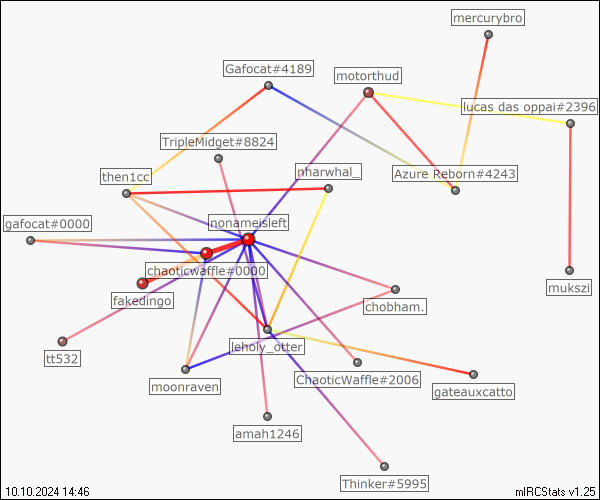 mercurybro
Gafocat#4189
motorthud
lucas das oppai#2396
TripleMidget#8824
then1cc
nharwhal_
Azure Reborn#4243
gafocat#0000
nonameisleft
chaoticwaffle#0000
fakedingo
mukszi
chobham.
leholy_otter
tt532
moonraven
ChaoticWaffle#2006
gateauxcatto
amah1246
Thinker#5995
10.10.2024 14:46
mIRCStats v1.25